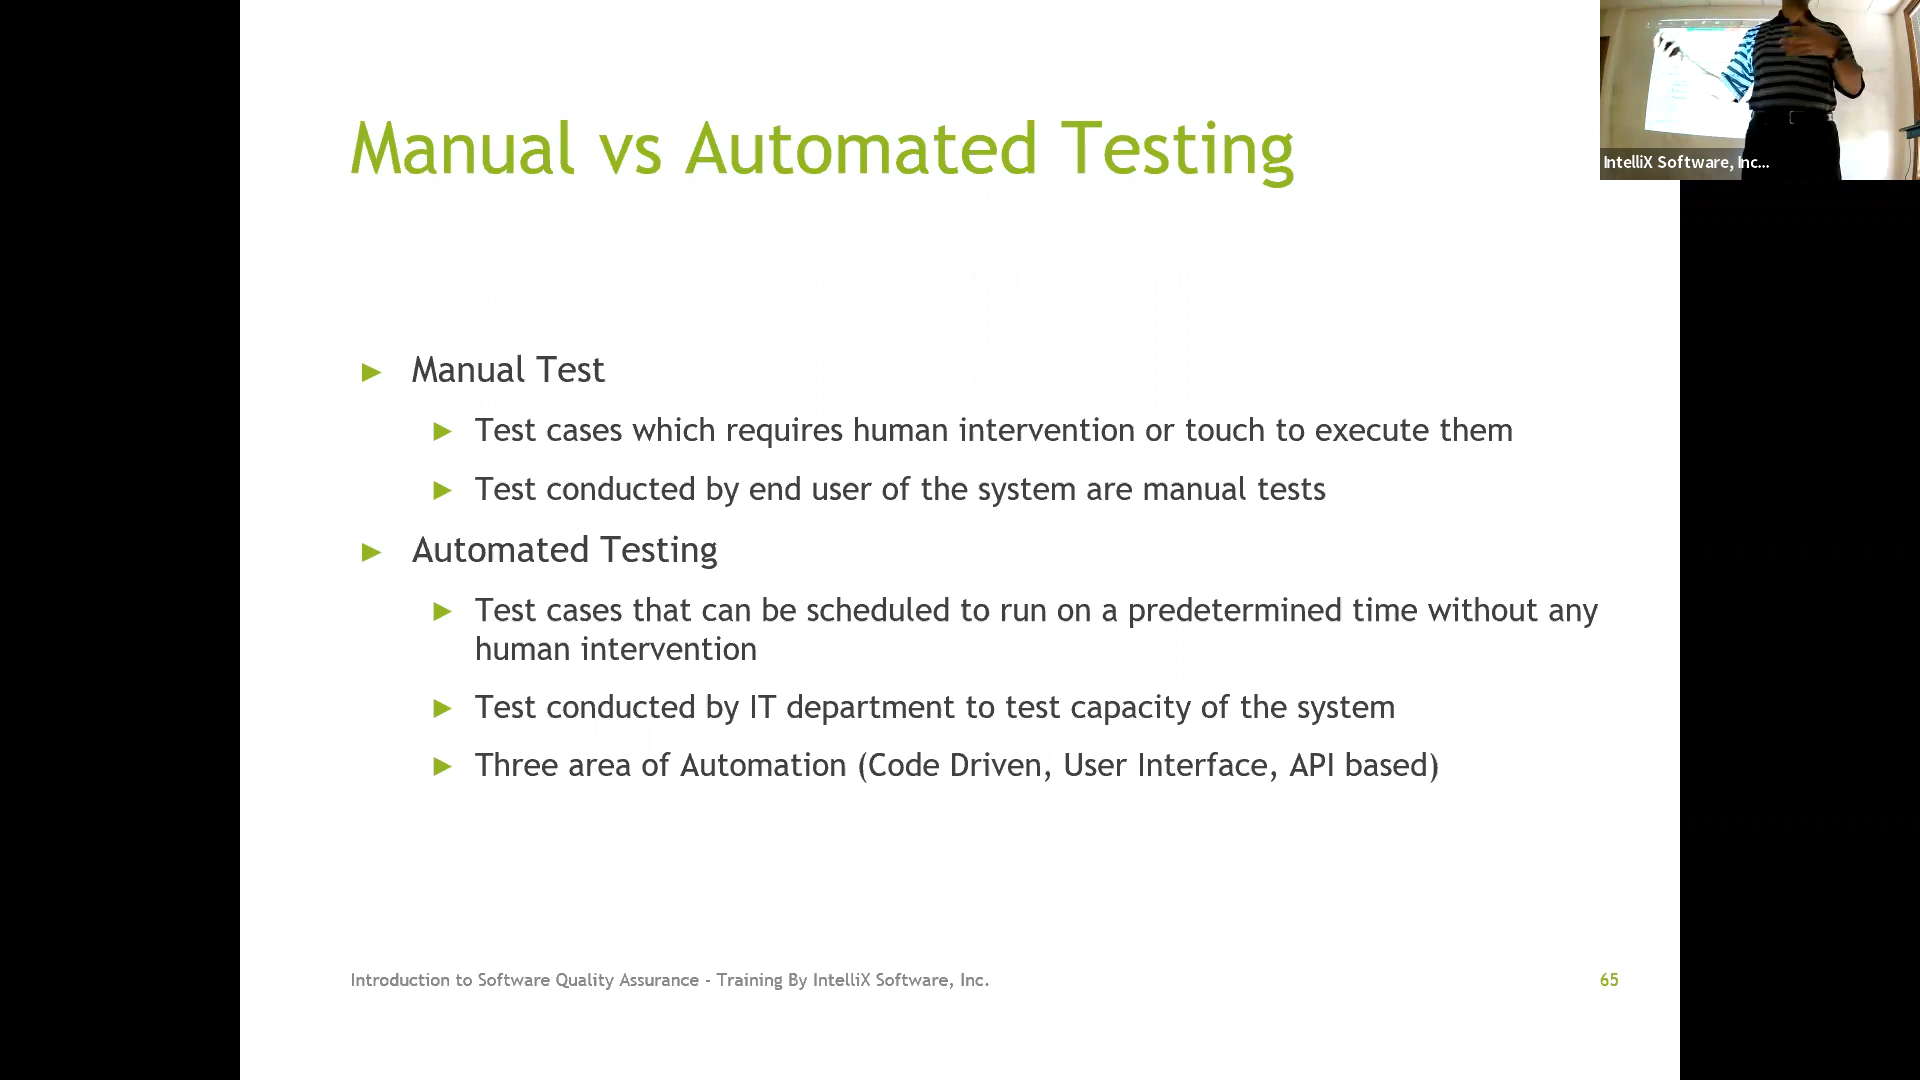 Manual vs Automated Testing
IntelliX Software, Inc...
► Manual Test
► Test cases which requires human intervention or touch to execute them
► Test conducted by end user of the system are manual tests
► Automated Testing
► Test cases that can be scheduled to run on a predetermined time without any
human intervention
► Test conducted by IT department to test capacity of the system
► Three area of Automation (Code Driven, User Interface, API based)
Introduction to Software Quality Assurance - Training By IntelliX Software, Inc.
65